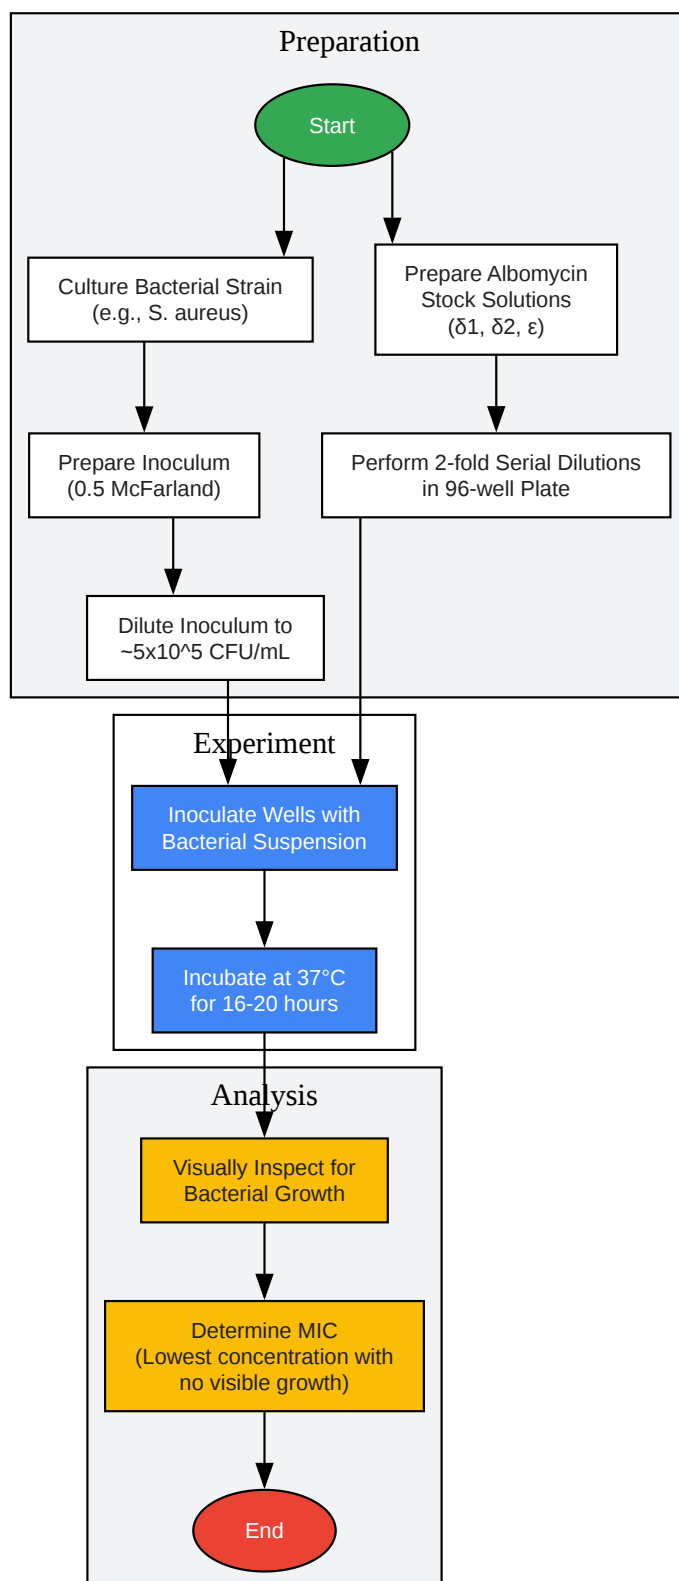 Preparation
Start
Culture Bacterial Strain
(e.g., S. aureus)
Prepare Albomycin
Stock Solutions
(δ1, δ2, ε)
Prepare Inoculum
(0.5 McFarland)
Perform 2-fold Serial Dilutions
in 96-well Plate
Dilute Inoculum to
~5x10^5 CFU/mL
Experiment
Inoculate Wells with
Bacterial Suspension
Incubate at 37°C
for 16-20 hours
Analysis
Visually Inspect for
Bacterial Growth
Determine MIC
(Lowest concentration with
no visible growth)
End